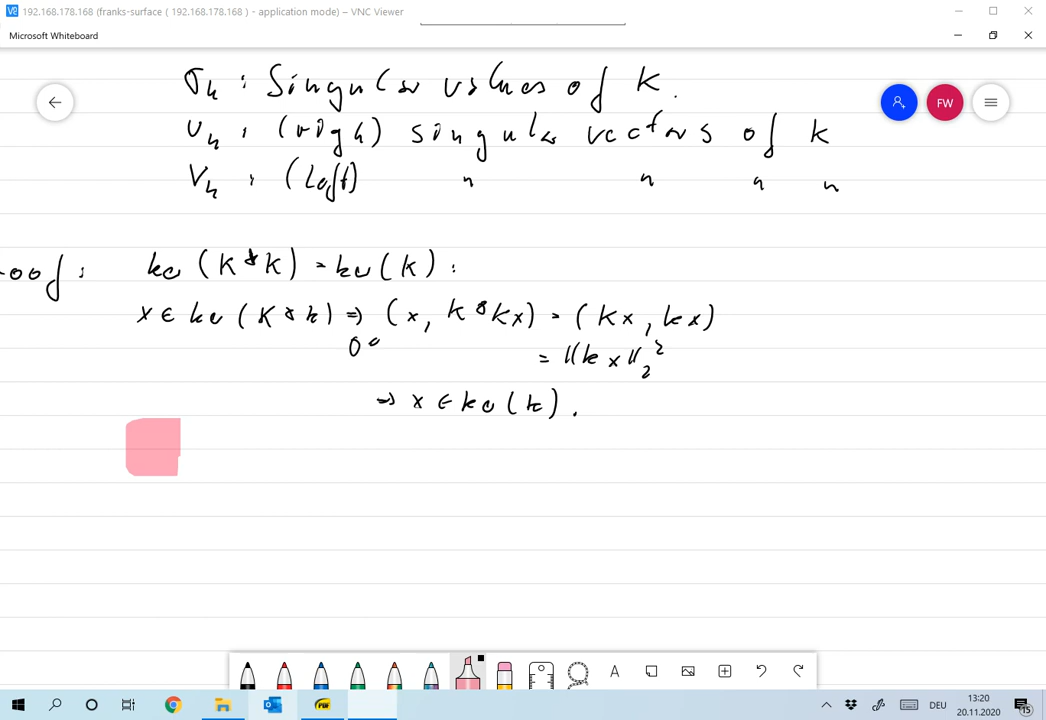 192.168.178.168 (franks-surface ( 192.168.178.168 ) - application mode) – VNC Viewer
Microsoft Whiteboard
FW
σₖ : Singular values of K.
uₖ : (right) singular vectors of K
vₖ : (left) " " " "
oof: ker (K*K) = ker (K) :
x ∈ ker (K*K) ⇒ (x, K*Kx) = (Kx, Kx)
0 =
= ||Kx||₂²
⇒ x ∈ ker (K).
A
DEU
13:20
20.11.2020
15